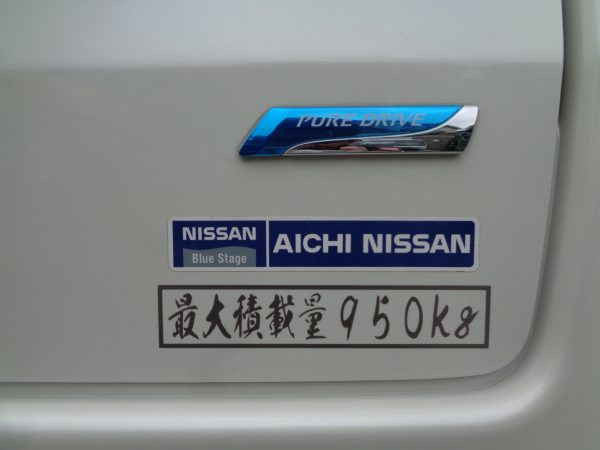 PURE DRIVE
NISSAN
Blue Stage
AICHI NISSAN
最大積載量950kg